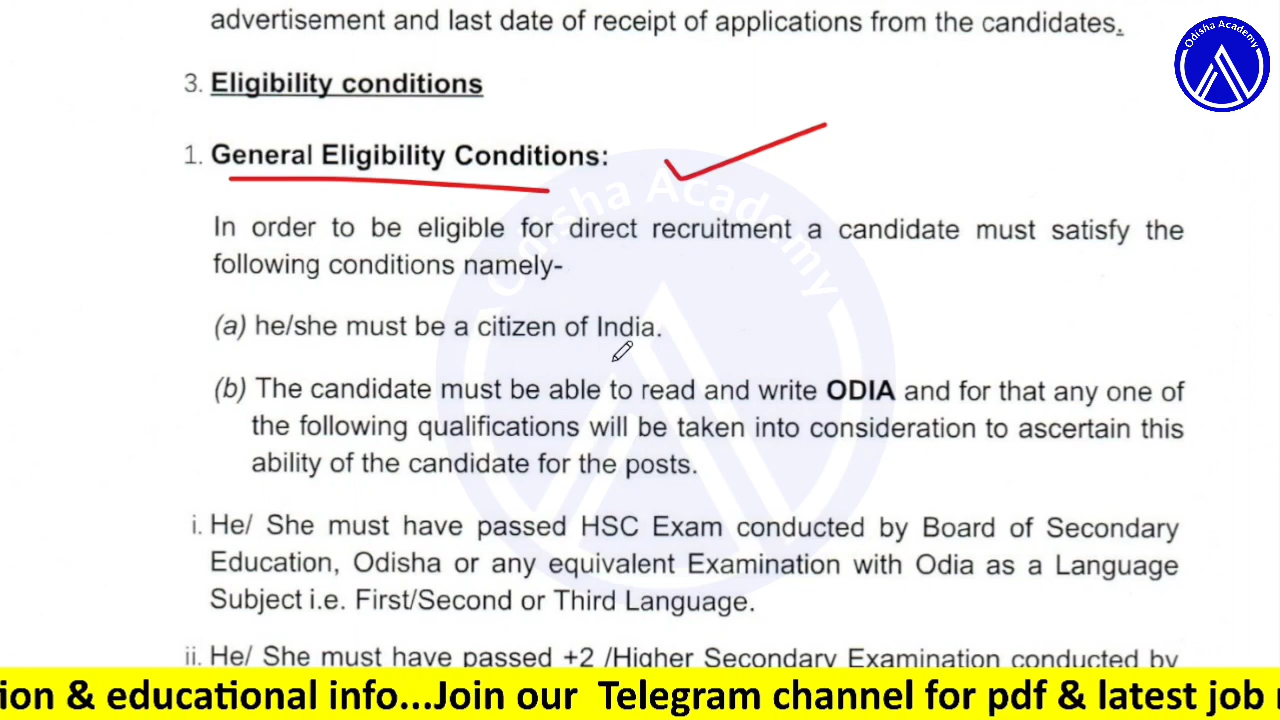 advertisement and last date of receipt of applications from the candidates.
Odisha Academy
3. Eligibility conditions
1. General Eligibility Conditions:
Odisha Academy
In order to be eligible for direct recruitment a candidate must satisfy the
following conditions namely-
(a) he/she must be a citizen of India.
(b) The candidate must be able to read and write ODIA and for that any one of
the following qualifications will be taken into consideration to ascertain this
ability of the candidate for the posts.
i. He/ She must have passed HSC Exam conducted by Board of Secondary
Education, Odisha or any equivalent Examination with Odia as a Language
Subject i.e. First/Second or Third Language.
ii. He/ She must have passed +2 /Higher Secondary Examination conducted by
ion & educational info...Join our Telegram channel for pdf & latest job